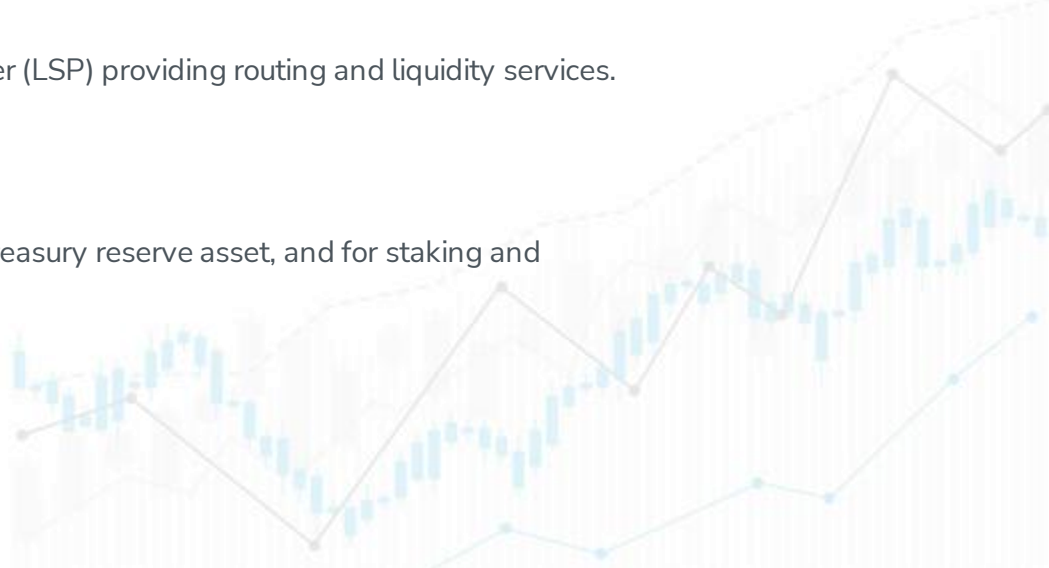 er (LSP) providing routing and liquidity services.
easury reserve asset, and for staking and